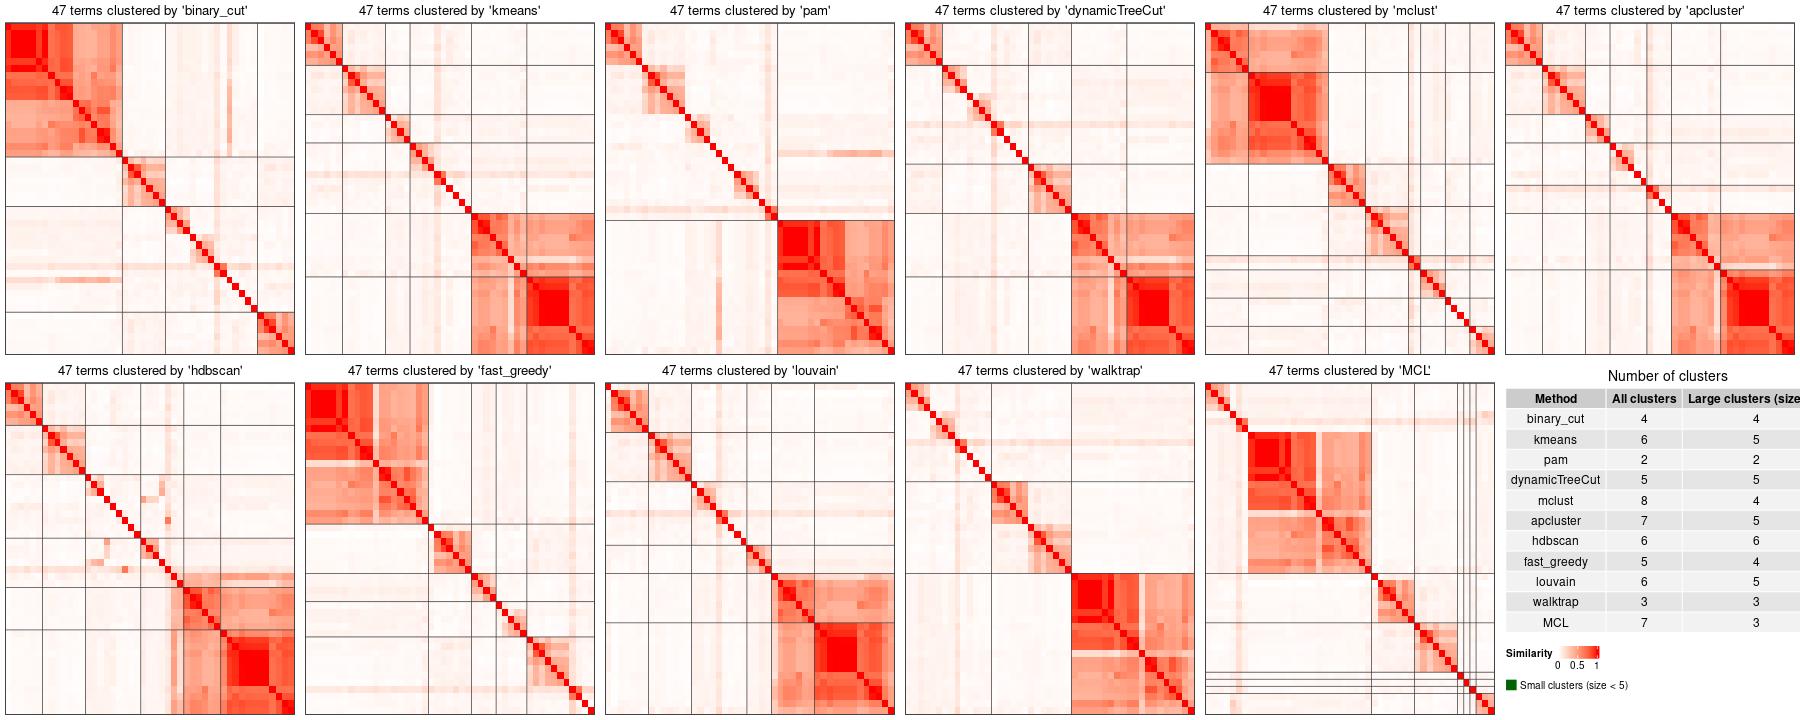 47 terms clustered by 'binary_cut'
47 terms clustered by 'kmeans'
47 terms clustered by 'pam'
47 terms clustered by 'dynamicTreeCut'
47 terms clustered by 'mclust'
47 terms clustered by 'apcluster'
47 terms clustered by 'hdbscan'
47 terms clustered by 'fast_greedy'
47 terms clustered by 'louvain'
47 terms clustered by 'walktrap'
47 terms clustered by 'MCL'
Number of clusters
Method All clusters Large clusters (size
binary_cut 4 4
kmeans 6 5
pam 2 2
dynamicTreeCut 5 5
mclust 8 4
apcluster 7 5
hdbscan 6 6
fast_greedy 5 4
louvain 6 5
walktrap 3 3
MCL 7 3
Similarity
0 0.5 1
Small clusters (size < 5)